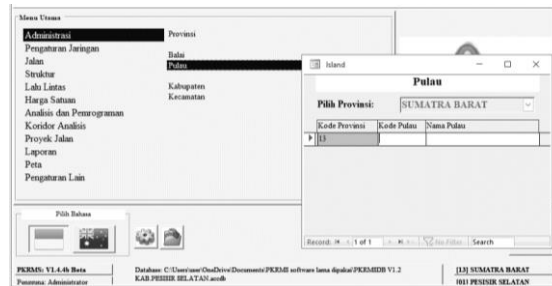 Menu Utama
Administrasi
Pengaturan Jaringan
Jalan
Struktur
Lalu Lintas
Harga Satuan
Analisis dan Pemrograman
Koridor Analisis
Proyek Jalan
Laporan
Peta
Pengaturan Lain
Provinsi
Balai
Pulau
Kabupaten
Kecamatan
Island
Pulau
Pilih Provinsi: SUMATRA BARAT
Kode Provinsi Kode Pulau Nama Pulau
13
Record: 1 of 1 No Filter Search
Pilih Bahasa
PKRMS: V1.4.4b Beta
Pengguna: Administrator
Database: C:\Users\user\OneDrive\Documents\PKRMS software lama dipakai\PKRMSDB V1.2
KAB.PESISIR SELATAN.accdb
[13] SUMATRA BARAT
[01] PESISIR SELATAN